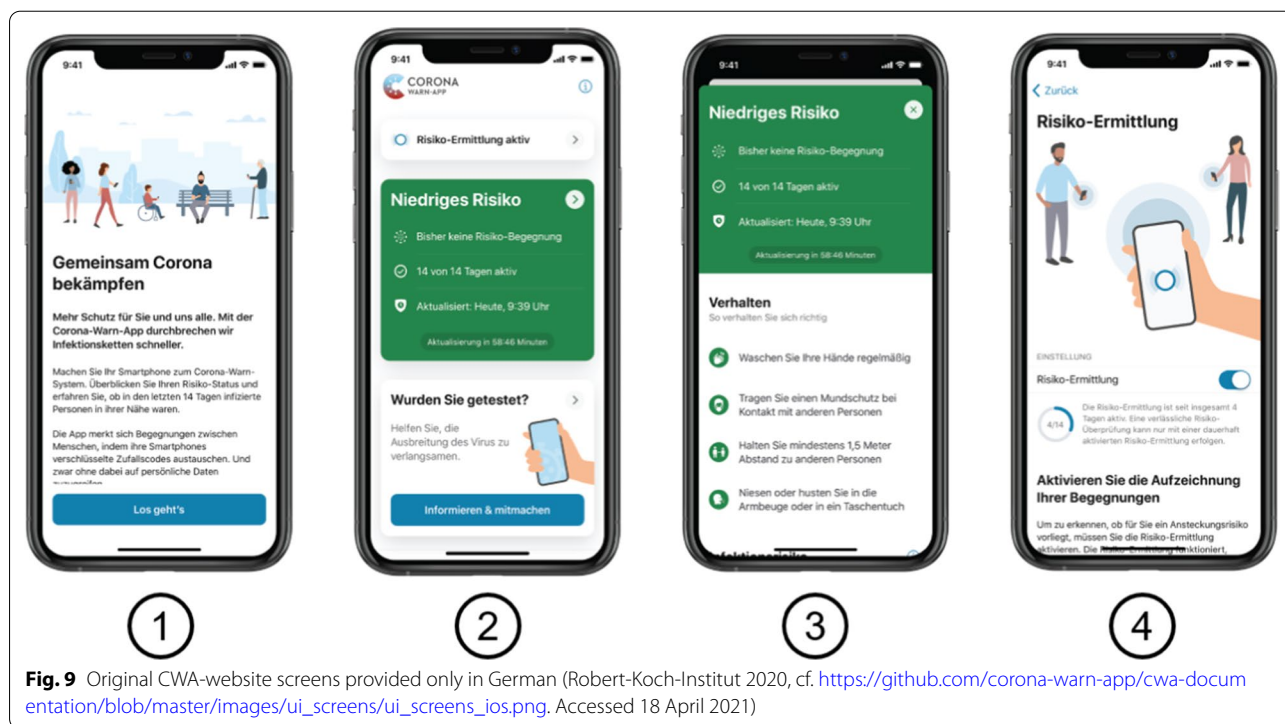 9:41
Gemeinsam Corona
bekämpfen
Mehr Schutz für Sie und uns alle. Mit der
Corona-Warn-App durchbrechen wir
Infektionsketten schneller.
Machen Sie Ihr Smartphone zum Corona-Warn-
System. Überblicken Sie Ihren Risiko-Status und
erfahren Sie, ob in den letzten 14 Tagen infizierte
Personen in ihrer Nähe waren.
Die App merkt sich Begegnungen zwischen
Menschen, indem ihre Smartphones
verschlüsselte Zufallscodes austauschen. Und
zwar ohne dabei auf persönliche Daten
Los geht's
1
9:41
CORONA
WARN-APP
Risiko-Ermittlung aktiv
Niedriges Risiko
Bisher keine Risiko-Begegnung
14 von 14 Tagen aktiv
Aktualisiert: Heute, 9:39 Uhr
Aktualisierung in 58:46 Minuten
Wurden Sie getestet?
Helfen Sie, die
Ausbreitung des Virus zu
verlangsamen.
Informieren & mitmachen
2
9:41
Niedriges Risiko
Bisher keine Risiko-Begegnung
14 von 14 Tagen aktiv
Aktualisiert: Heute, 9:39 Uhr
Aktualisierung in 58:46 Minuten
Verhalten
So verhalten Sie sich richtig
Waschen Sie Ihre Hände regelmäßig
Tragen Sie einen Mundschutz bei
Kontakt mit anderen Personen
Halten Sie mindestens 1,5 Meter
Abstand zu anderen Personen
Niesen oder husten Sie in die
Armbeuge oder in ein Taschentuch
3
9:41
Zurück
Risiko-Ermittlung
EINSTELLUNG
Risiko-Ermittlung
4/14
Die Risiko-Ermittlung ist seit insgesamt 4
Tagen aktiv. Eine verlässliche Risiko-
Überprüfung kann nur mit einer dauerhaft
aktivierten Risiko-Ermittlung erfolgen.
Aktivieren Sie die Aufzeichnung
Ihrer Begegnungen
Um zu erkennen, ob für Sie ein Ansteckungsrisiko
vorliegt, müssen Sie die Risiko-Ermittlung
aktivieren. Die Risiko-Ermittlung funktioniert,
4
Fig. 9 Original CWA-website screens provided only in German (Robert-Koch-Institut 2020, cf. https://github.com/corona-warn-app/cwa-docum
entation/blob/master/images/ui_screens/ui_screens_ios.png. Accessed 18 April 2021)